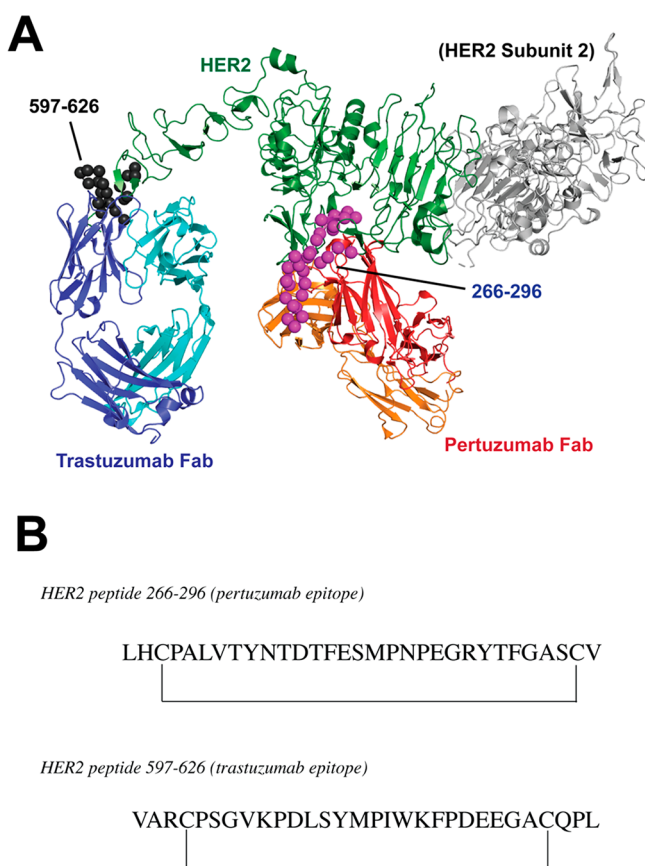 A
HER2
(HER2 Subunit 2)
597-626
266-296
Pertuzumab Fab
Trastuzumab Fab
B
HER2 peptide 266-296 (pertuzumab epitope)
LHCPALVTYNTDTFESMPNPEGRYTFGASCV
HER2 peptide 597-626 (trastuzumab epitope)
VARCPSGVKPDLSYMPIWKFPDEEGACQPL